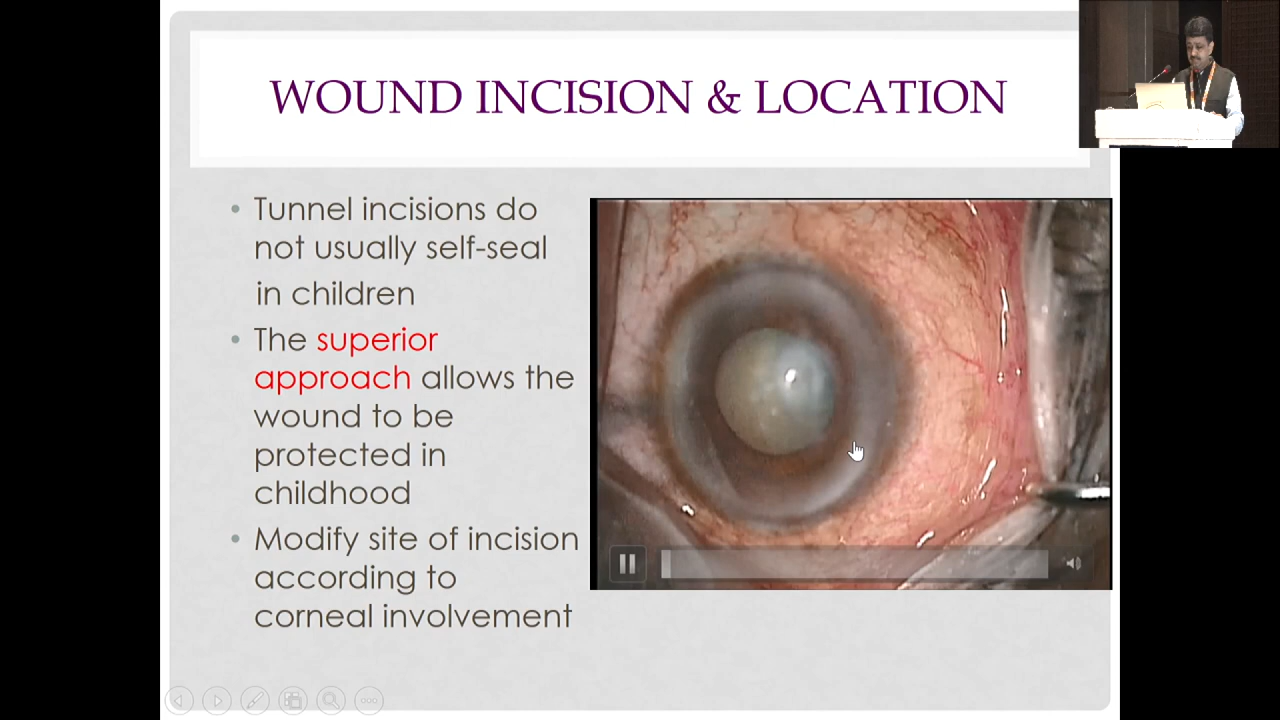 WOUND INCISION & LOCATION
• Tunnel incisions do
not usually self-seal
in children
• The superior
approach allows the
wound to be
protected in
childhood
• Modify site of incision
according to
corneal involvement